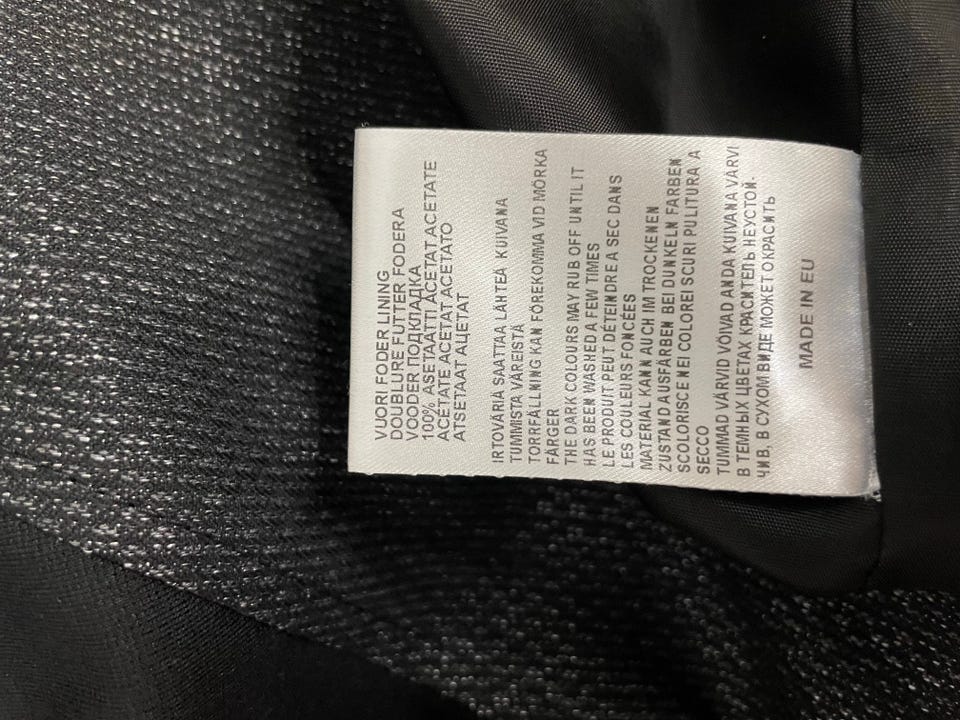 VUORI FODER LINING
DOUBLURE FUTTER FODERA
VOODER ПОДКЛАДКА
100% ASETAATTI ACETAT ACETATE
ACÉTATE ACETAT ACETATO
ATSETAAT АЦЕТАТ
IRTOVÄRIÄ SAATTAA LÄHTEÄ KUIVANA
TUMMISTA VÄREISTÄ
TORRFÄLLNING KAN FÖREKOMMA VID MÖRKA
FÄRGER
THE DARK COLOURS MAY RUB OFF UNTIL IT
HAS BEEN WASHED A FEW TIMES
LE PRODUIT PEUT DÉTEINDRE A SEC DANS
LES COULEURS FONCÉES
MATERIAL KANN AUCH IM TROCKENEN
ZUSTAND AUSFÄRBEN BEI DUNKELN FARBEN
SCOLORISCE NEI COLOREI SCURI PULITURA A
SECCO
TUMMAD VÄRVID VÕIVAD ANDA KUIVANA VÄRVI
В ТЕМНЫХ ЦВЕТАХ КРАСИТЕЛЬ НЕУСТОЙ.
ЧИВ, В СУХОМ ВИДЕ МОЖЕТ ОКРАСИТЬ
MADE IN EU